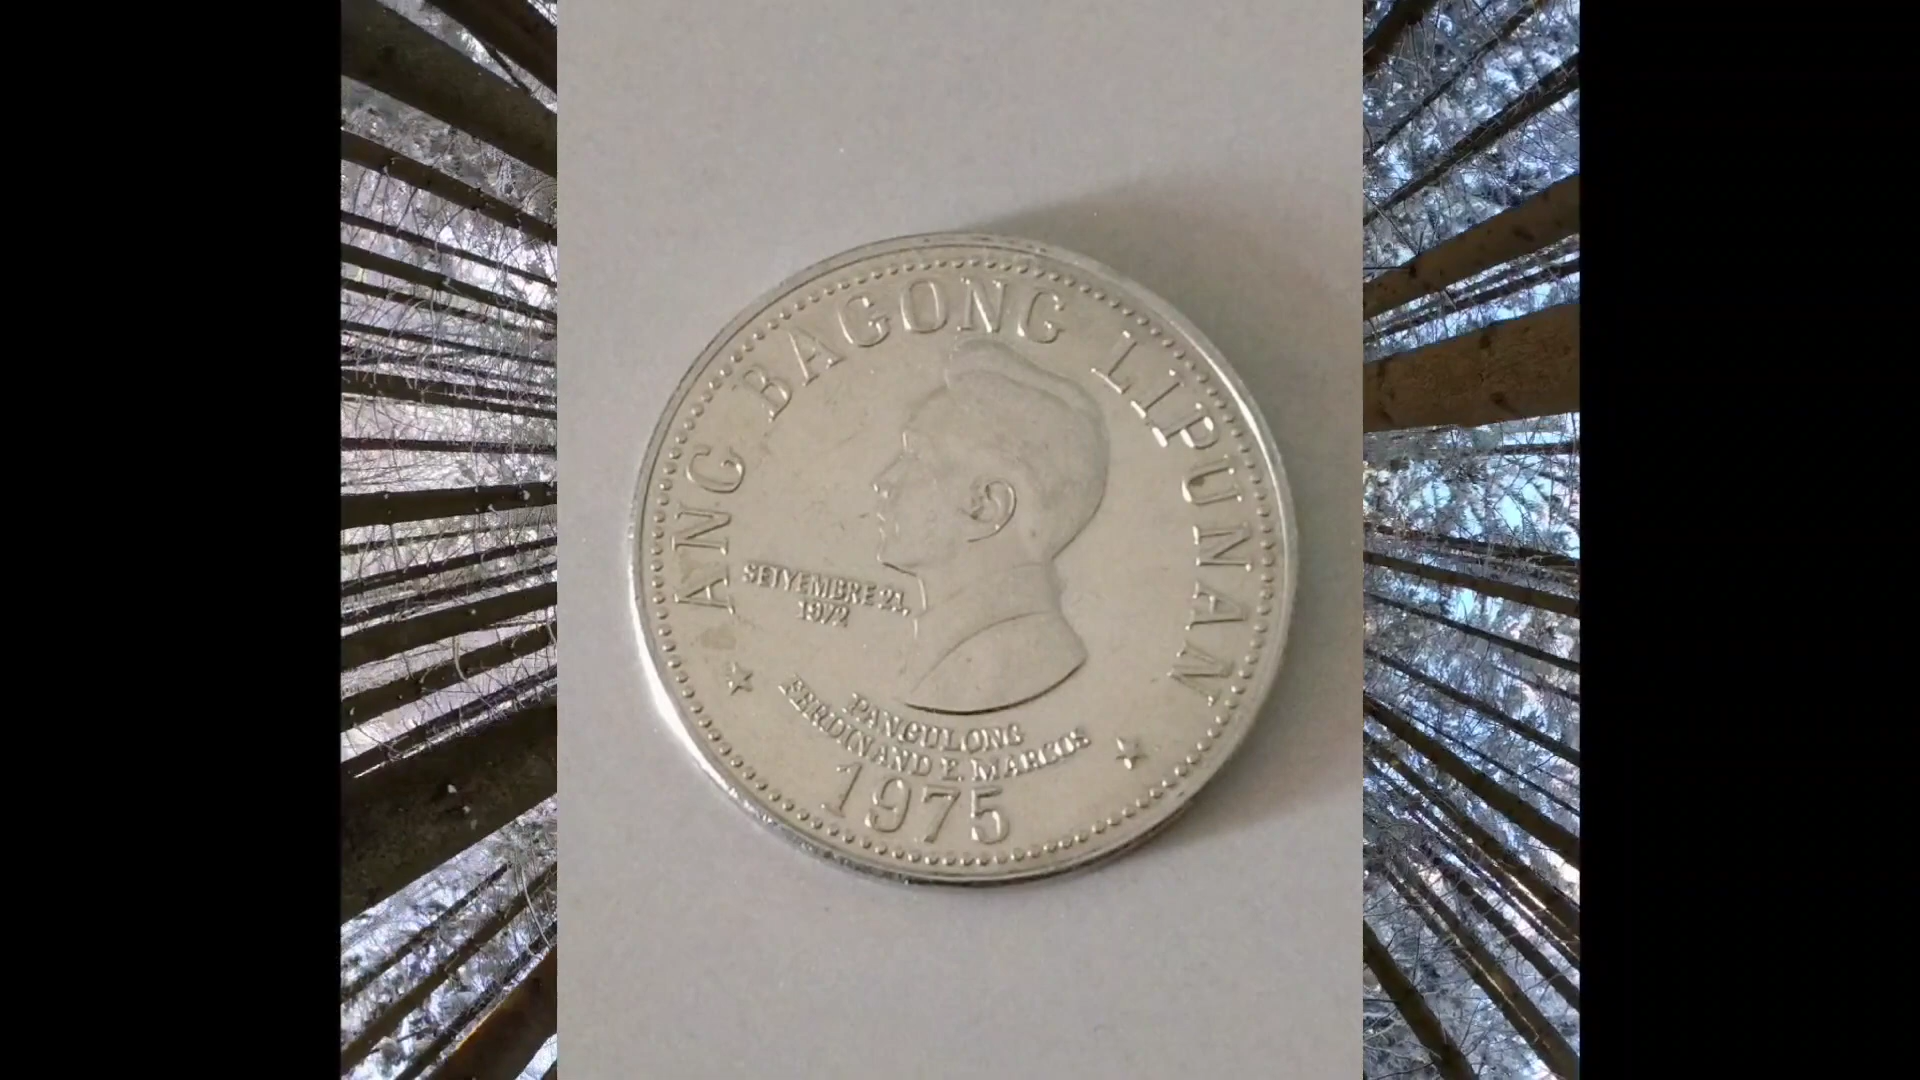 ANG BAGONG LIPUNAN
SETYEMBRE 21,
1972
PANGULONG
FERDINAND E. MARCOS
1975